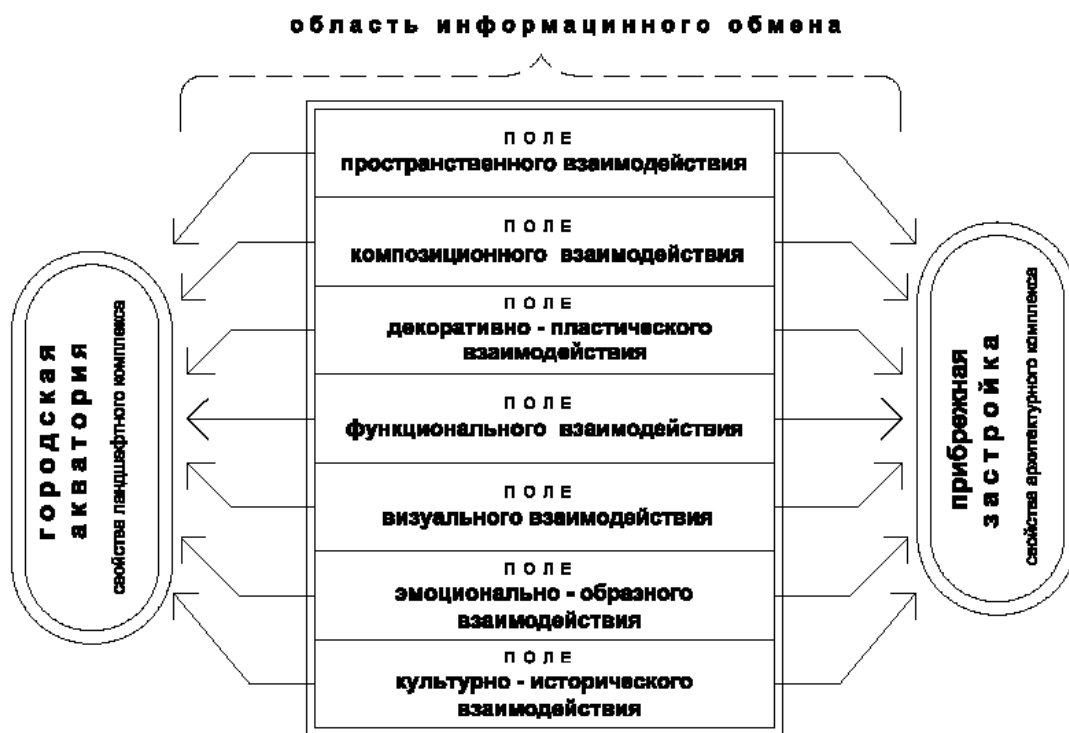 область информацинного обмена
ПОЛЕ
пространственного взаимодействия
ПОЛЕ
композиционного взаимодействия
ПОЛЕ
декоративно - пластического
взаимодействия
ПОЛЕ
функционального взаимодействия
ПОЛЕ
визуального взаимодействия
ПОЛЕ
эмоционально - образного
взаимодействия
ПОЛЕ
культурно - исторического
взаимодействия
городская
акватория
свойства ландшафтного комплекса
прибрежная
застройка
свойства архитектурного комплекса